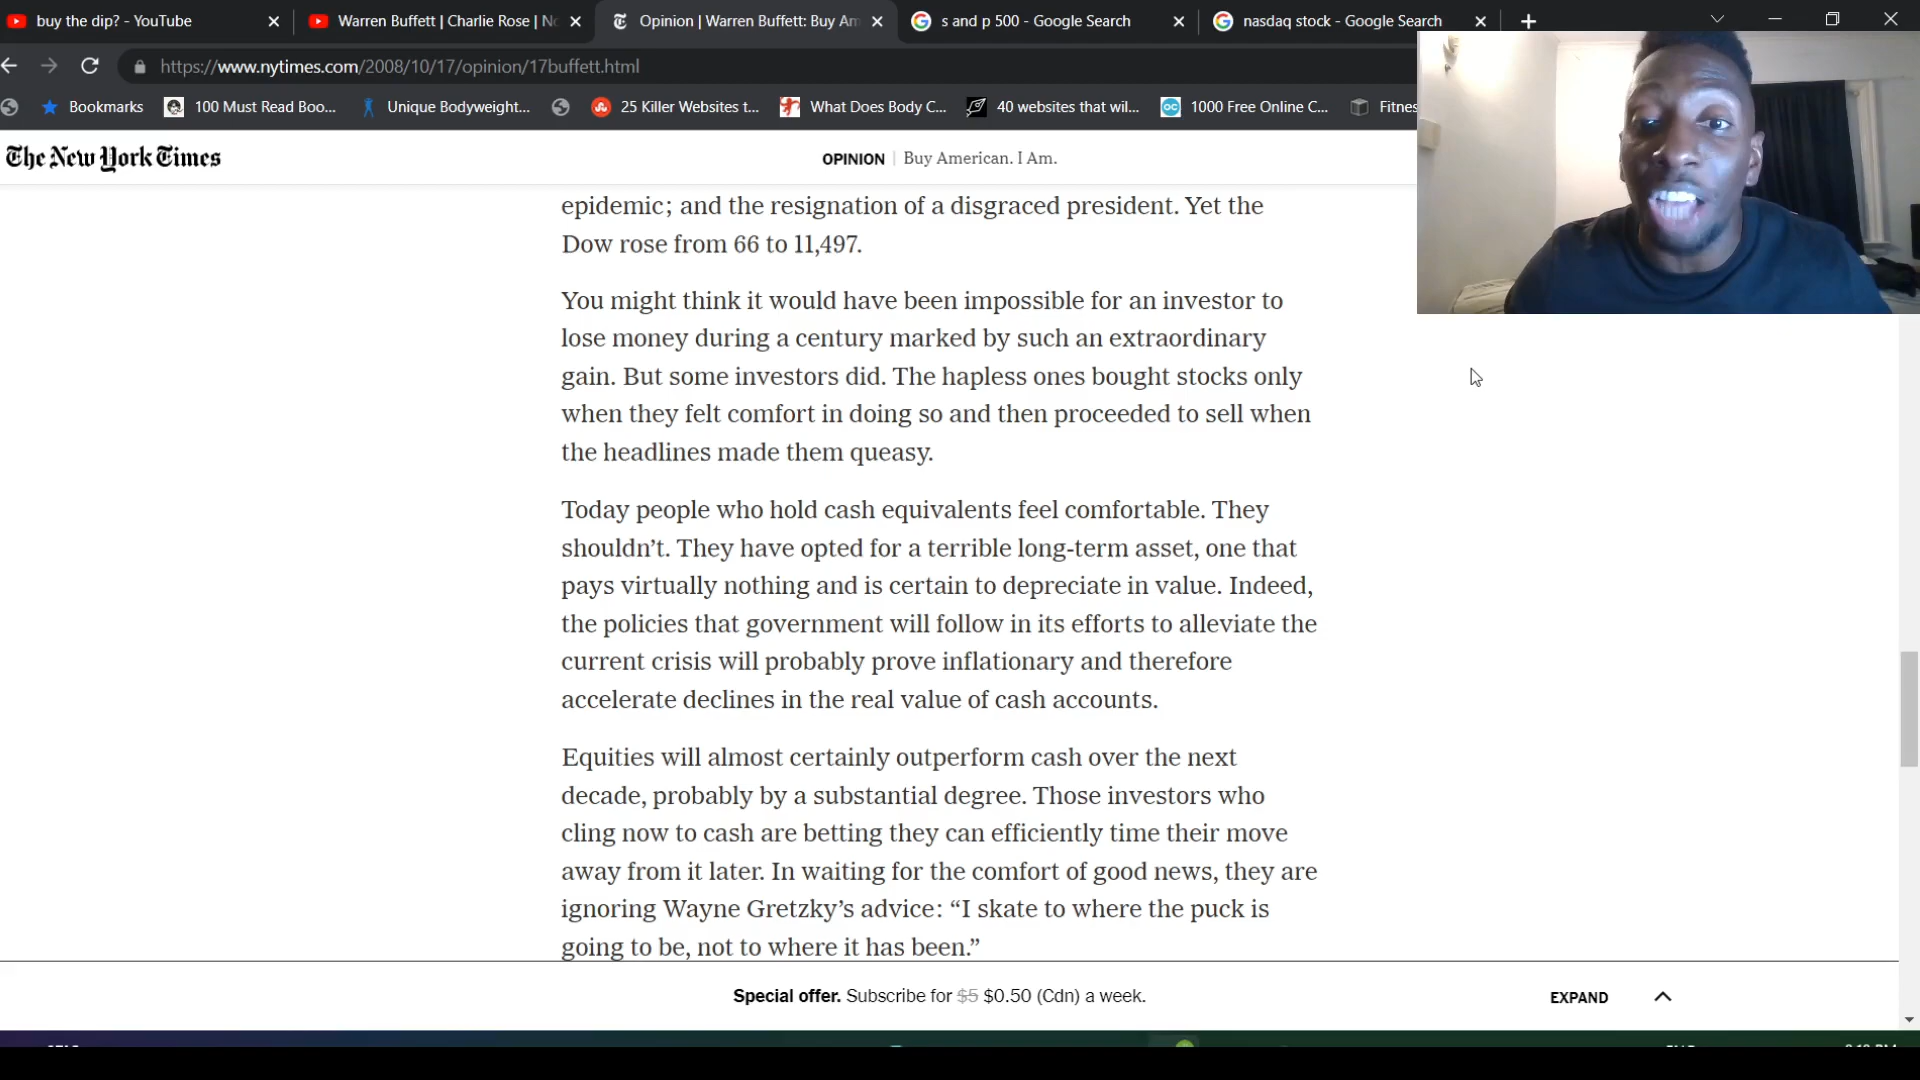 buy the dip? - YouTube
Warren Buffett | Charlie Rose | No
Opinion | Warren Buffett: Buy Am
s and p 500 - Google Search
nasdaq stock - Google Search
https://www.nytimes.com/2008/10/17/opinion/17buffett.html
Bookmarks
100 Must Read Boo...
Unique Bodyweight...
25 Killer Websites t...
What Does Body C...
40 websites that wil...
1000 Free Online C...
Fitnes
The New York Times
OPINION | Buy American. I Am.
epidemic; and the resignation of a disgraced president. Yet the
Dow rose from 66 to 11,497.
You might think it would have been impossible for an investor to
lose money during a century marked by such an extraordinary
gain. But some investors did. The hapless ones bought stocks only
when they felt comfort in doing so and then proceeded to sell when
the headlines made them queasy.
Today people who hold cash equivalents feel comfortable. They
shouldn’t. They have opted for a terrible long-term asset, one that
pays virtually nothing and is certain to depreciate in value. Indeed,
the policies that government will follow in its efforts to alleviate the
current crisis will probably prove inflationary and therefore
accelerate declines in the real value of cash accounts.
Equities will almost certainly outperform cash over the next
decade, probably by a substantial degree. Those investors who
cling now to cash are betting they can efficiently time their move
away from it later. In waiting for the comfort of good news, they are
ignoring Wayne Gretzky’s advice: “I skate to where the puck is
going to be, not to where it has been.”
Special offer. Subscribe for $5 $0.50 (Cdn) a week.
EXPAND